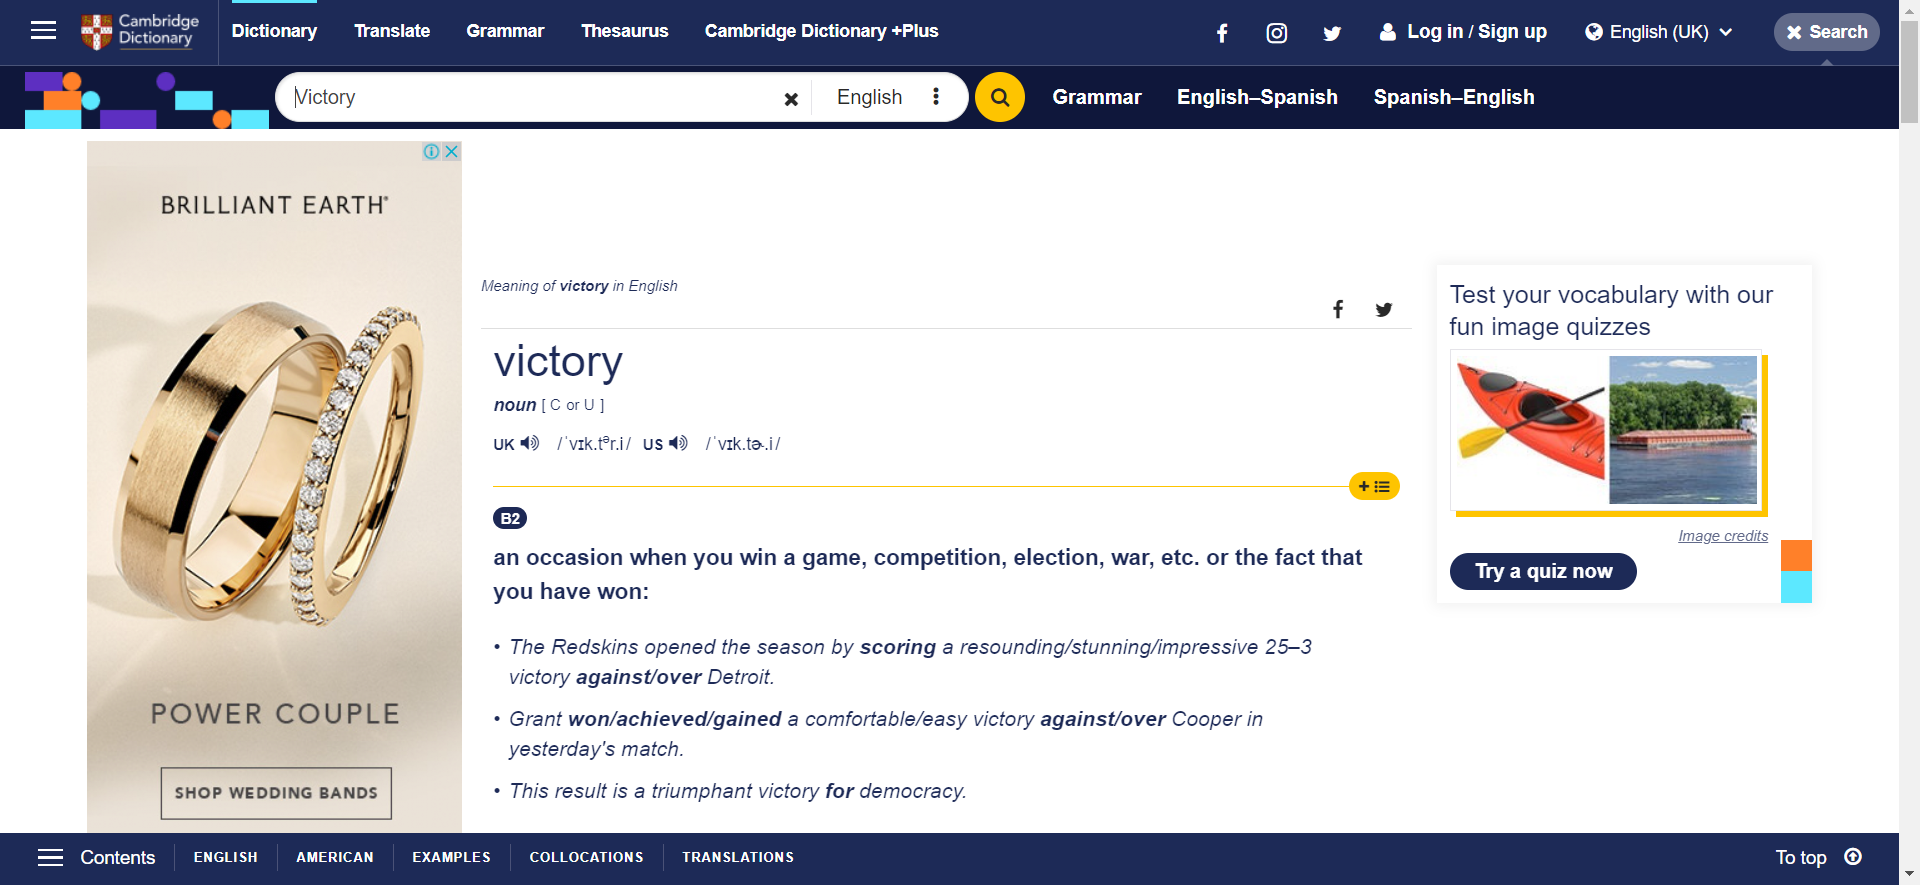 Cambridge Dictionary
Dictionary
Translate
Grammar
Thesaurus
Cambridge Dictionary +Plus
Log in / Sign up
English (UK)
Search
Victory
English
Grammar
English–Spanish
Spanish–English
BRILLIANT EARTH®
POWER COUPLE
SHOP WEDDING BANDS
Meaning of victory in English
victory
noun [ C or U ]
UK /ˈvɪk.tᵊr.i/ US /ˈvɪk.tɚ.i/
B2
an occasion when you win a game, competition, election, war, etc. or the fact that
you have won:
• The Redskins opened the season by scoring a resounding/stunning/impressive 25–3
victory against/over Detroit.
• Grant won/achieved/gained a comfortable/easy victory against/over Cooper in
yesterday's match.
• This result is a triumphant victory for democracy.
Test your vocabulary with our
fun image quizzes
Image credits
Try a quiz now
Contents
ENGLISH
AMERICAN
EXAMPLES
COLLOCATIONS
TRANSLATIONS
To top